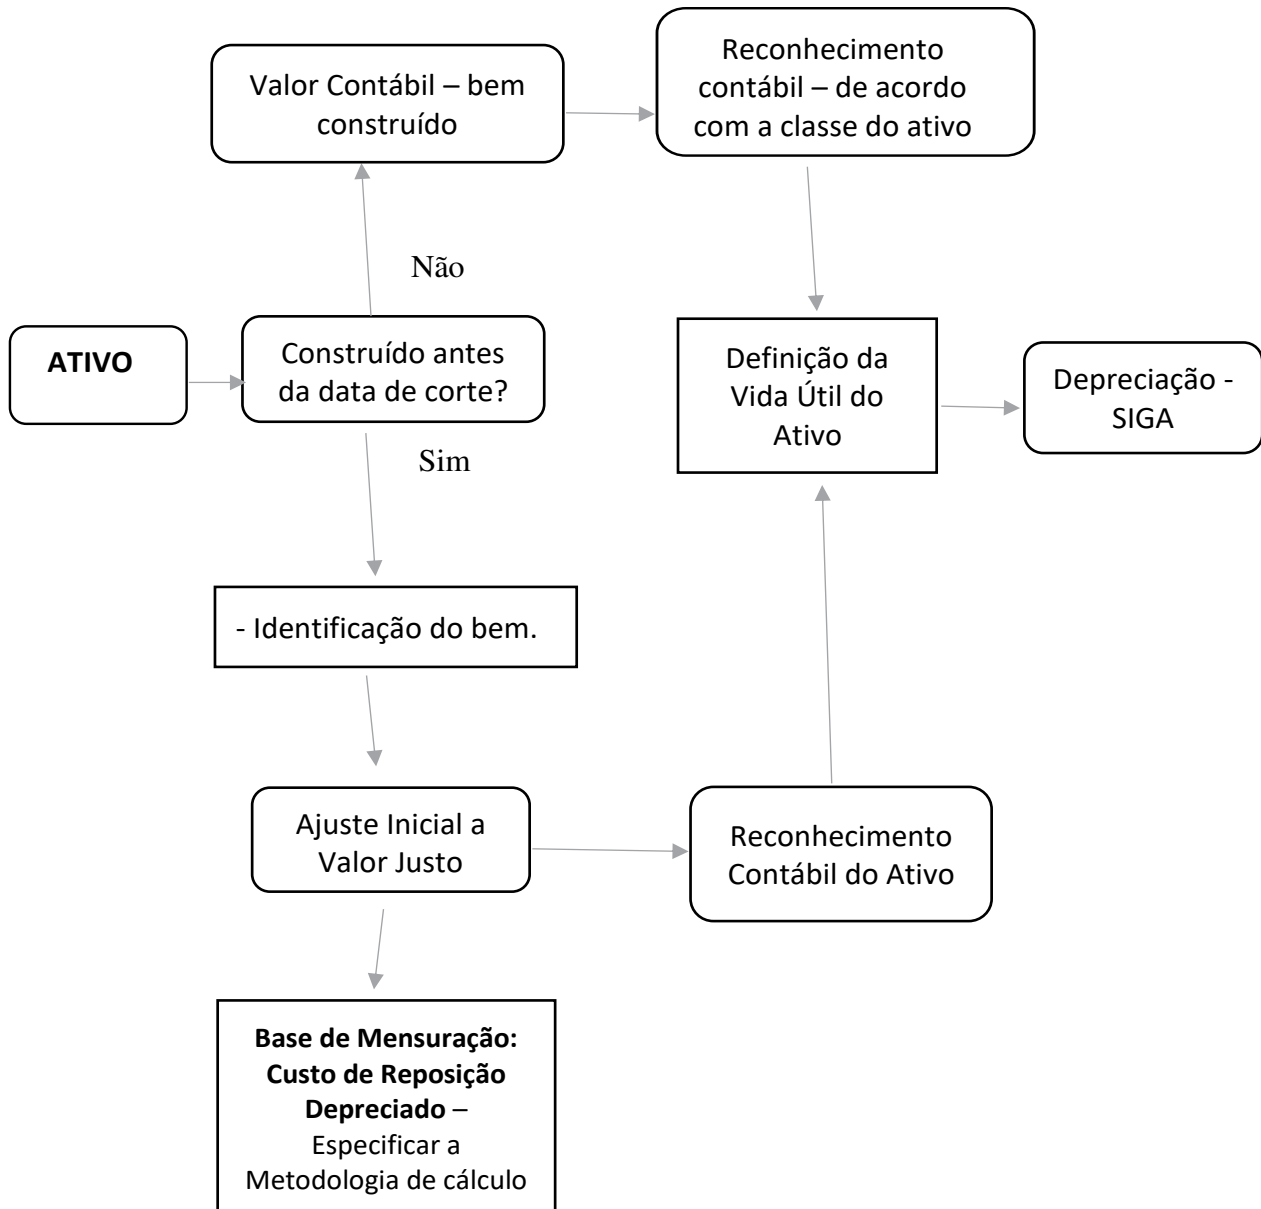 Valor Contábil – bem
construído
Reconhecimento
contábil – de acordo
com a classe do ativo
Não
ATIVO
Construído antes
da data de corte?
Definição da
Vida Útil do
Ativo
Depreciação -
SIGA
Sim
- Identificação do bem.
Ajuste Inicial a
Valor Justo
Reconhecimento
Contábil do Ativo
Base de Mensuração:
Custo de Reposição
Depreciado –
Especificar a
Metodologia de cálculo